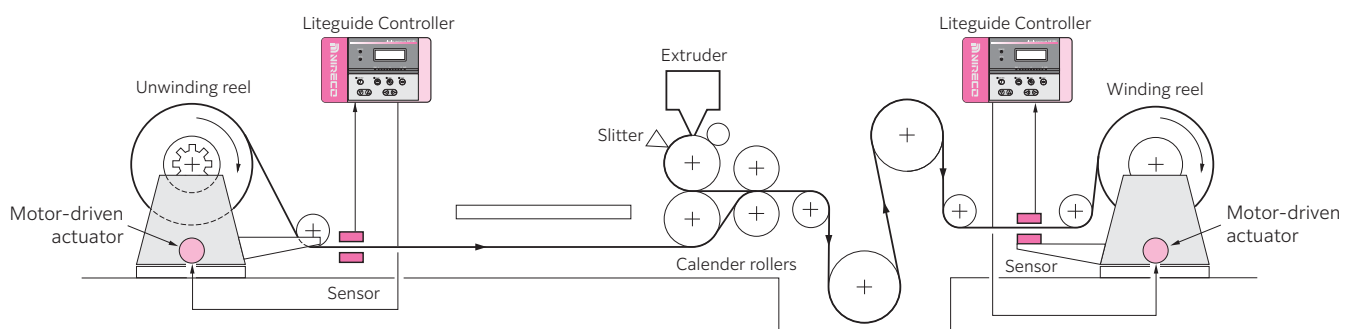 Liteguide Controller
Liteguide Controller
NIRECO
NIRECO
Extruder
Unwinding reel
Winding reel
Slitter
Motor-driven
actuator
Motor-driven
actuator
Calender rollers
Sensor
Sensor